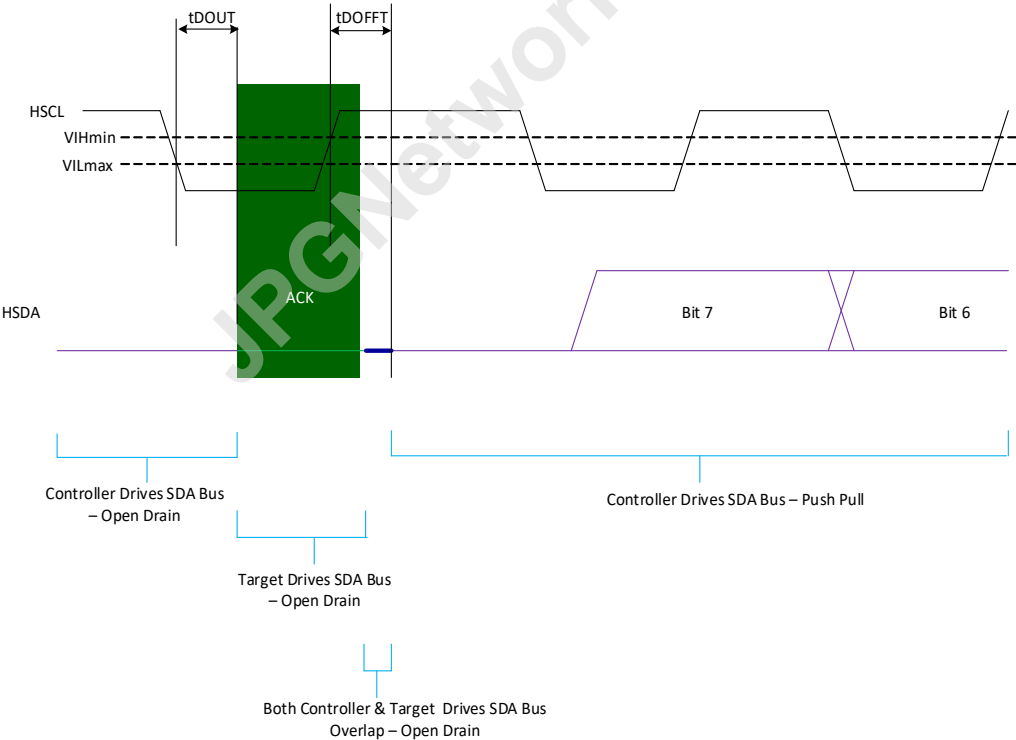 tDOUT
tDOFFT
HSCL
VIHmin
VILmax
JPGNetwor
ACK
HSDA
Bit 7
Bit 6
Controller Drives SDA Bus
– Open Drain
Controller Drives SDA Bus – Push Pull
Target Drives SDA Bus
– Open Drain
Both Controller & Target Drives SDA Bus
Overlap – Open Drain